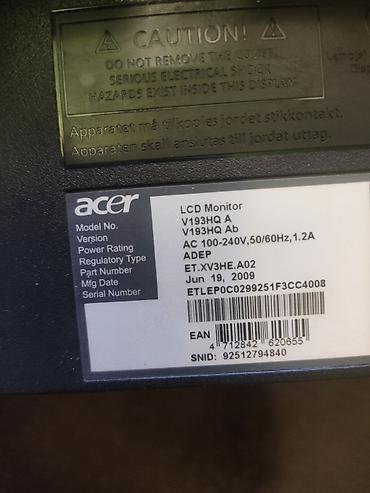 CAUTION!
DO NOT REMOVE THE COVER!
SERIOUS ELECTRICAL SHOCK
HAZARDS EXIST INSIDE THIS DISPLAY.
Apparatet må tilkoples jordet stikkontakt.
Apparaten skall anslutas till jordat uttag.
acer
LCD Monitor
Model No. V193HQ A
Version V193HQ Ab
Power Rating AC 100-240V,50/60Hz,1.2A
Regulatory Type ADEP
Part Number ET.XV3HE.A02
Mfg Date Jun 19, 2009
Serial Number ETLEP0C0299251F3CC4008
EAN
4 712842 620655
SNID: 92512794840